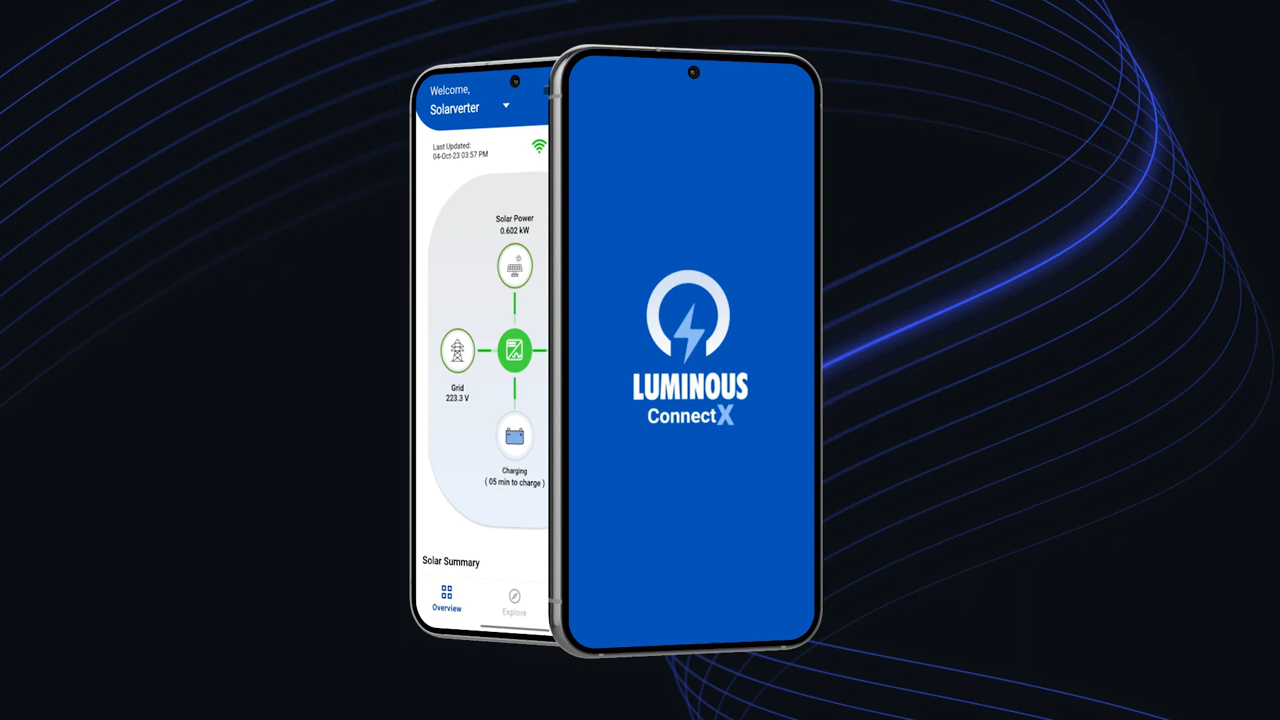 Welcome,
Solarverter
Last Updated:
04-Oct-23 03:57 PM
Solar Power
0.602 kW
Grid
223.3 V
Charging
( 05 min to charge )
Solar Summary
Overview
Explore
LUMINOUS
ConnectX